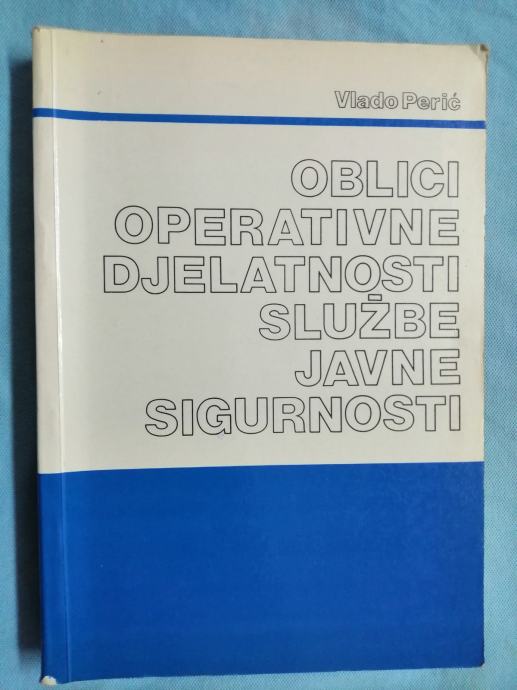 Vlado Perić
OBLICI
OPERATIVNE
DJELATNOSTI
SLUŽBE
JAVNE
SIGURNOSTI